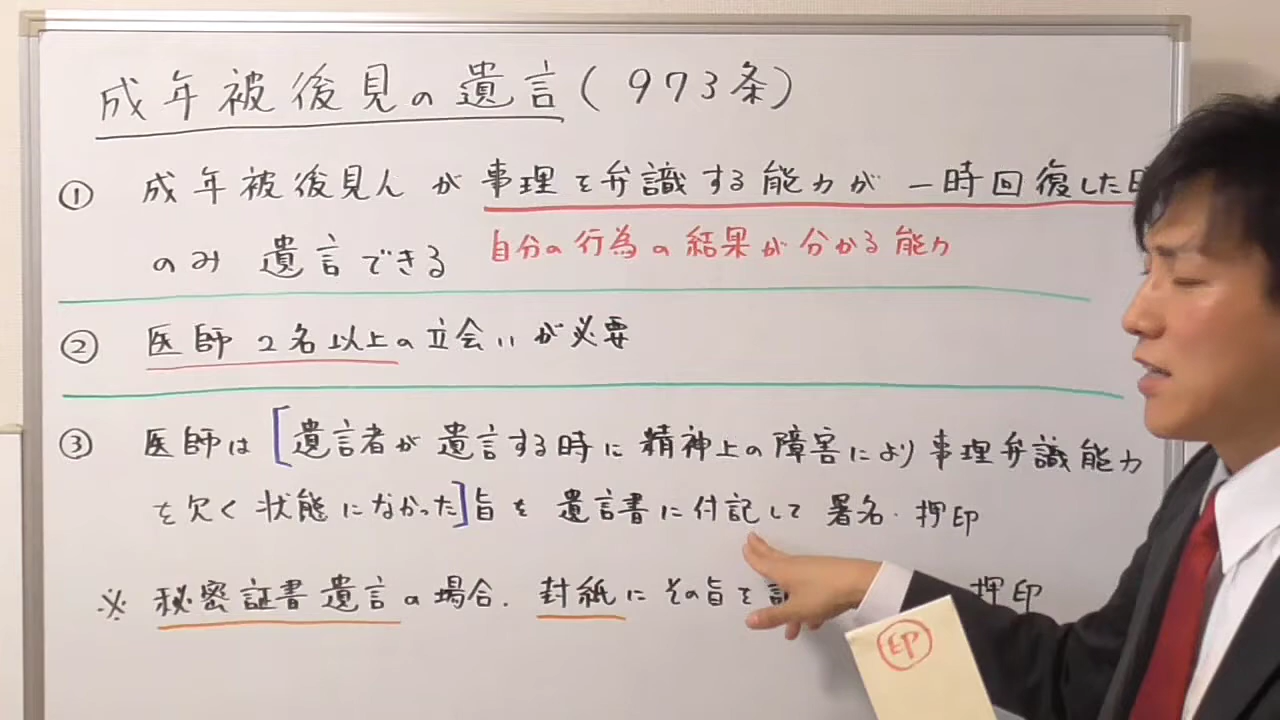 成年被後見の遺言(973条)
① 成年被後見人が事理を弁識する能力が一時回復した
のみ遺言できる
自分の行為の結果が分かる能力
② 医師2名以上の立会いが必要
③ 医師は[遺言者が遺言する時に精神上の障害により事理弁識能力
を欠く状態になかった]旨を遺言書に付記して署名・押印
※ 秘密証書遺言の場合.封紙にその旨を 押印
印